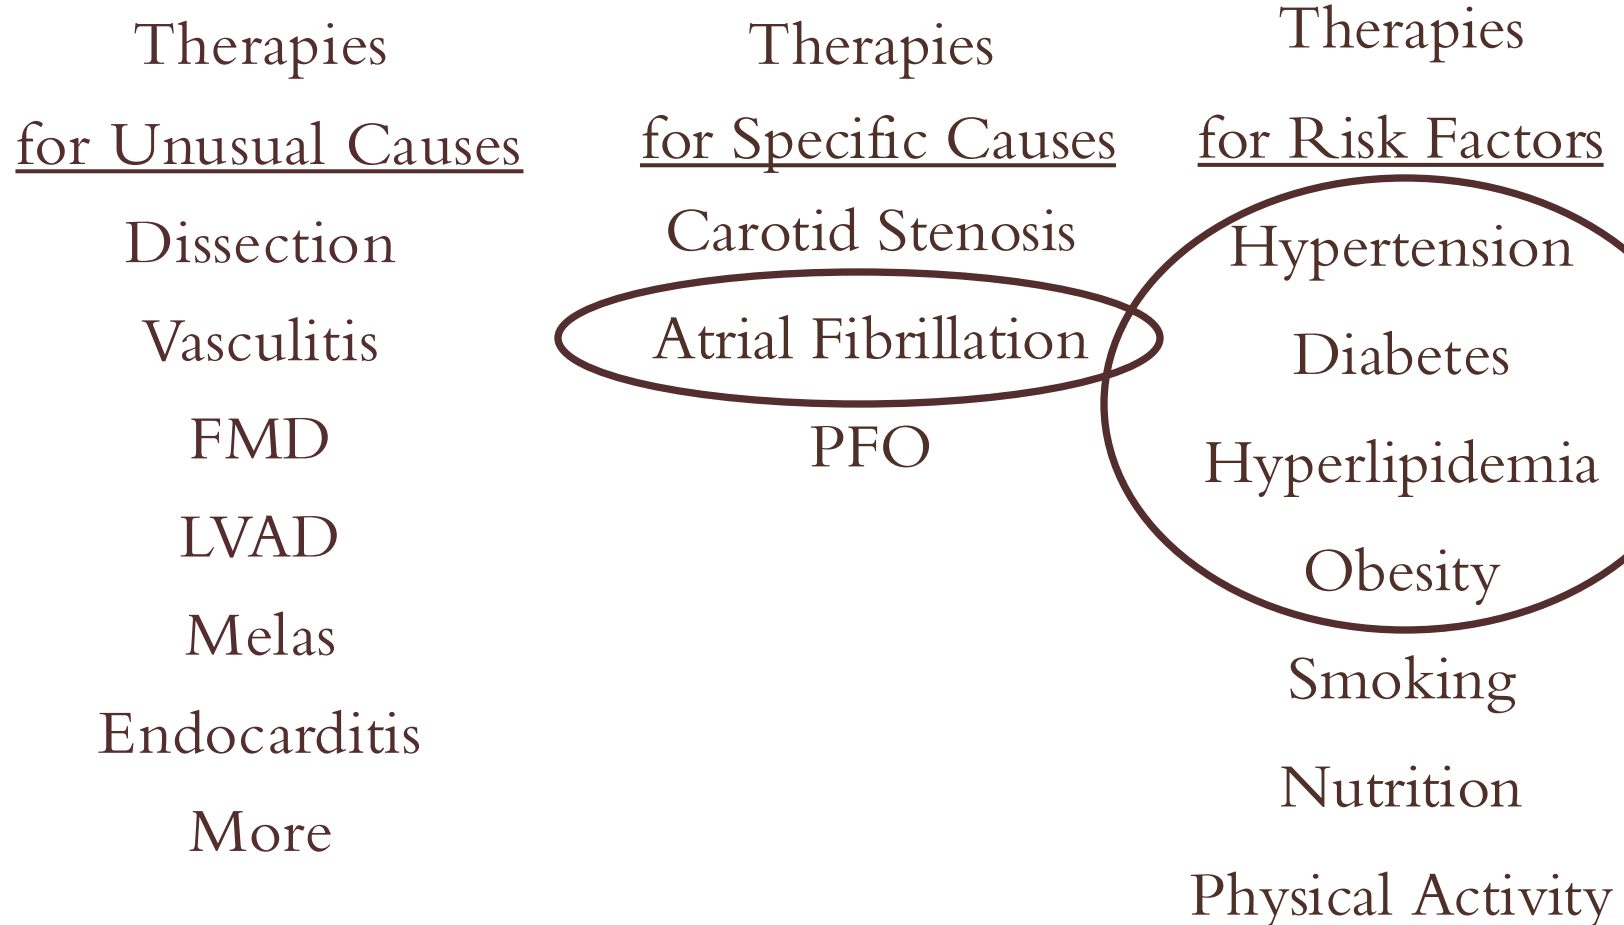 Therapies
for Unusual Causes
Dissection
Vasculitis
FMD
LVAD
Melas
Endocarditis
More
Therapies
for Specific Causes
Carotid Stenosis
Atrial Fibrillation
PFO
Therapies
for Risk Factors
Hypertension
Diabetes
Hyperlipidemia
Obesity
Smoking
Nutrition
Physical Activity